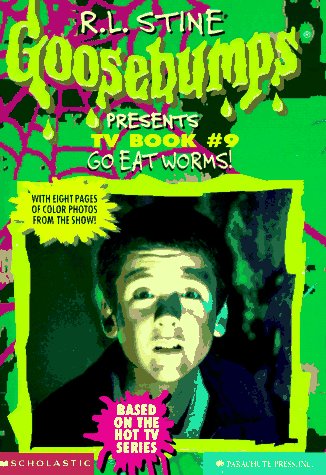 R.L. STINE
Goosebumps®
PRESENTS
TV BOOK #9
GO EAT WORMS!
WITH EIGHT PAGES
OF COLOR PHOTOS
FROM THE SHOW!
BASED
ON THE
HOT TV
SERIES
SCHOLASTIC
PARACHUTE PRESS, INC.